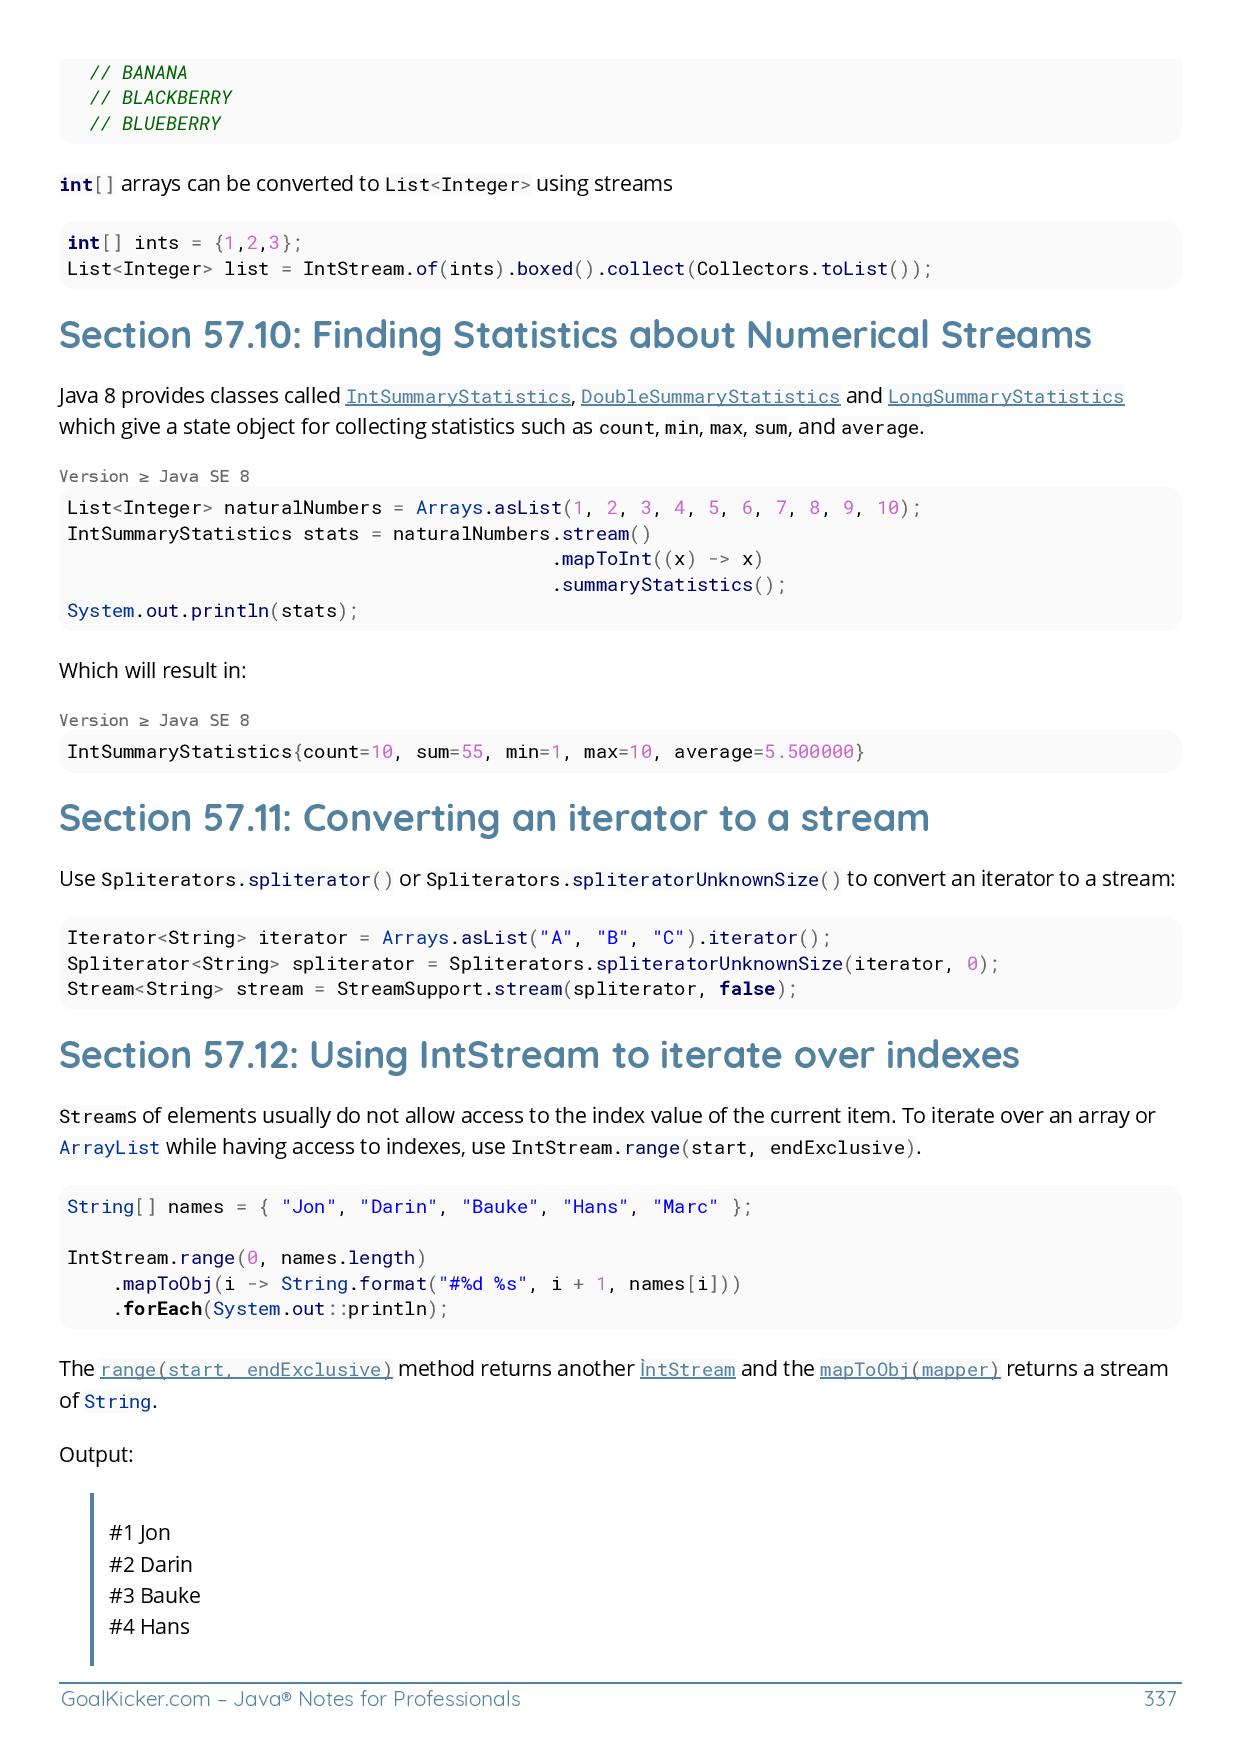 // BANANA
// BLACKBERRY
// BLUEBERRY
int[] arrays can be converted to List<Integer> using streams
int[] ints = {1,2,3};
List<Integer> list = IntStream.of(ints).boxed().collect(Collectors.toList());
Section 57.10: Finding Statistics about Numerical Streams
Java 8 provides classes called IntSummaryStatistics, DoubleSummaryStatistics and LongSummaryStatistics
which give a state object for collecting statistics such as count, min, max, sum, and average.
Version ≥ Java SE 8
List<Integer> naturalNumbers = Arrays.asList(1, 2, 3, 4, 5, 6, 7, 8, 9, 10);
IntSummaryStatistics stats = naturalNumbers.stream()
.mapToInt((x) -> x)
.summaryStatistics();
System.out.println(stats);
Which will result in:
Version ≥ Java SE 8
IntSummaryStatistics{count=10, sum=55, min=1, max=10, average=5.500000}
Section 57.11: Converting an iterator to a stream
Use Spliterators.spliterator() or Spliterators.spliteratorUnknownSize() to convert an iterator to a stream:
Iterator<String> iterator = Arrays.asList("A", "B", "C").iterator();
Spliterator<String> spliterator = Spliterators.spliteratorUnknownSize(iterator, 0);
Stream<String> stream = StreamSupport.stream(spliterator, false);
Section 57.12: Using IntStream to iterate over indexes
Streams of elements usually do not allow access to the index value of the current item. To iterate over an array or
ArrayList while having access to indexes, use IntStream.range(start, endExclusive).
String[] names = { "Jon", "Darin", "Bauke", "Hans", "Marc" };
IntStream.range(0, names.length)
.mapToObj(i -> String.format("#%d %s", i + 1, names[i]))
.forEach(System.out::println);
The range(start, endExclusive) method returns another ÌntStream and the mapToObj(mapper) returns a stream
of String.
Output:
#1 Jon
#2 Darin
#3 Bauke
#4 Hans
GoalKicker.com – Java® Notes for Professionals 337